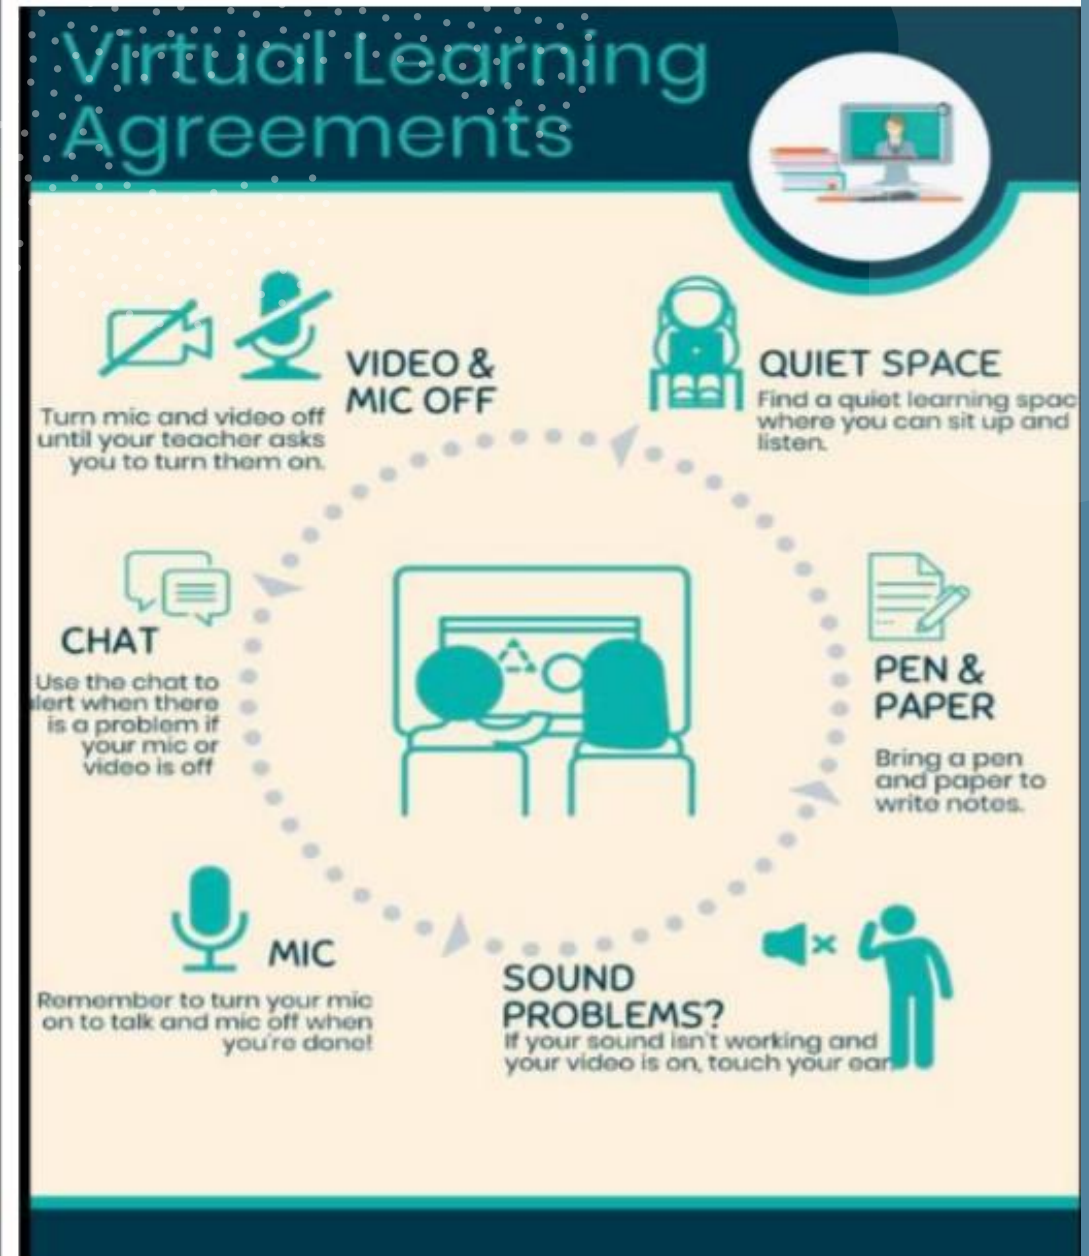 Virtual Learning
Agreements
VIDEO &
MIC OFF
Turn mic and video off
until your teacher asks
you to turn them on.
QUIET SPACE
Find a quiet learning spac
where you can sit up and
listen.
CHAT
Use the chat to
lert when there
is a problem if
your mic or
video is off
PEN &
PAPER
Bring a pen
and paper to
write notes.
MIC
Remember to turn your mic
on to talk and mic off when
you're done!
SOUND
PROBLEMS?
If your sound isn't working and
your video is on, touch your ear